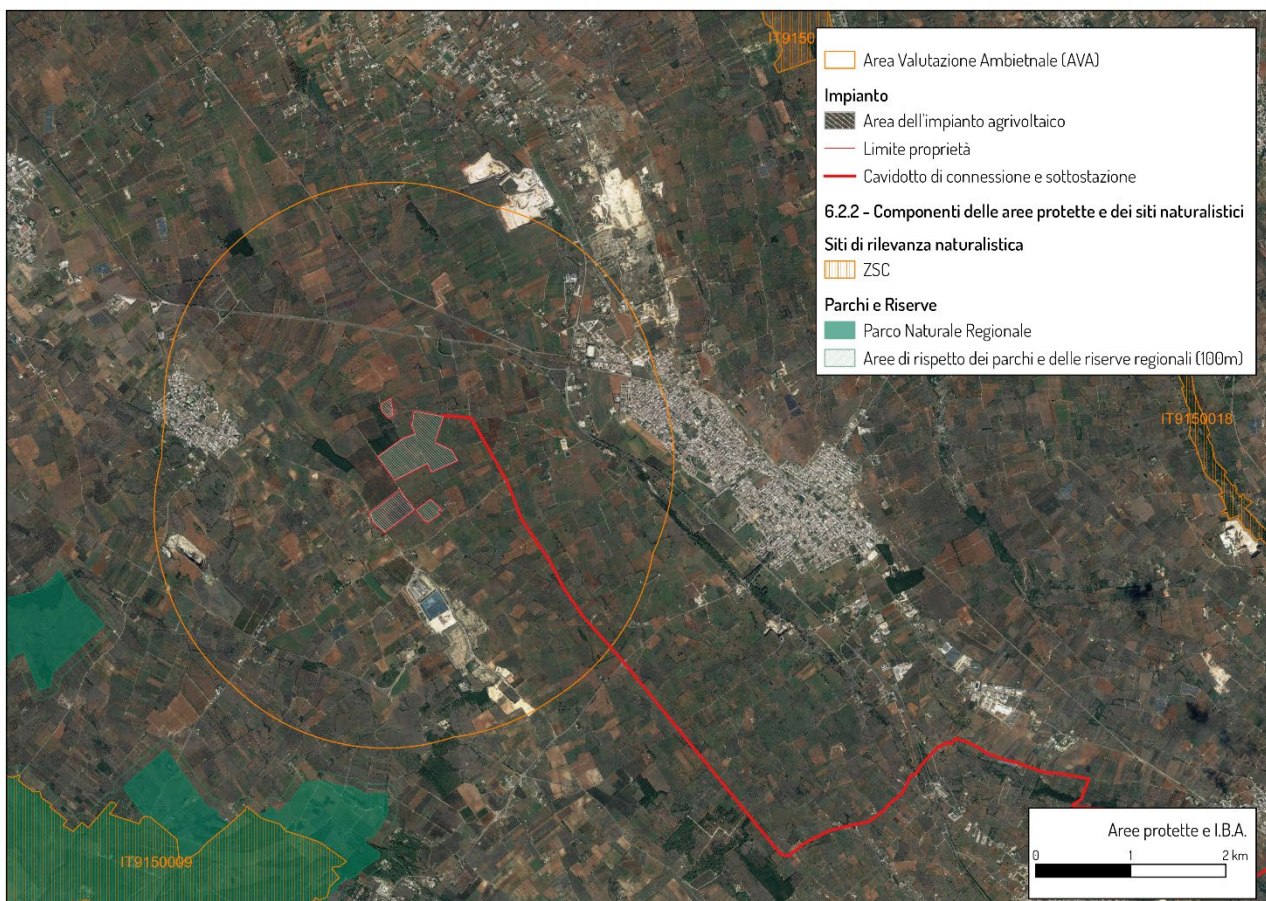 IT9150
Area Valutazione Ambietnale (AVA)
Impianto
Area dell'impianto agrivoltaico
Limite proprietà
Cavidotto di connessione e sottostazione
6.2.2 - Componenti delle aree protette e dei siti naturalistici
Siti di rilevanza naturalistica
ZSC
Parchi e Riserve
Parco Naturale Regionale
Aree di rispetto dei parchi e delle riserve regionali (100m)
IT9150018
IT9150009
Aree protette e I.B.A.
0 1 2 km